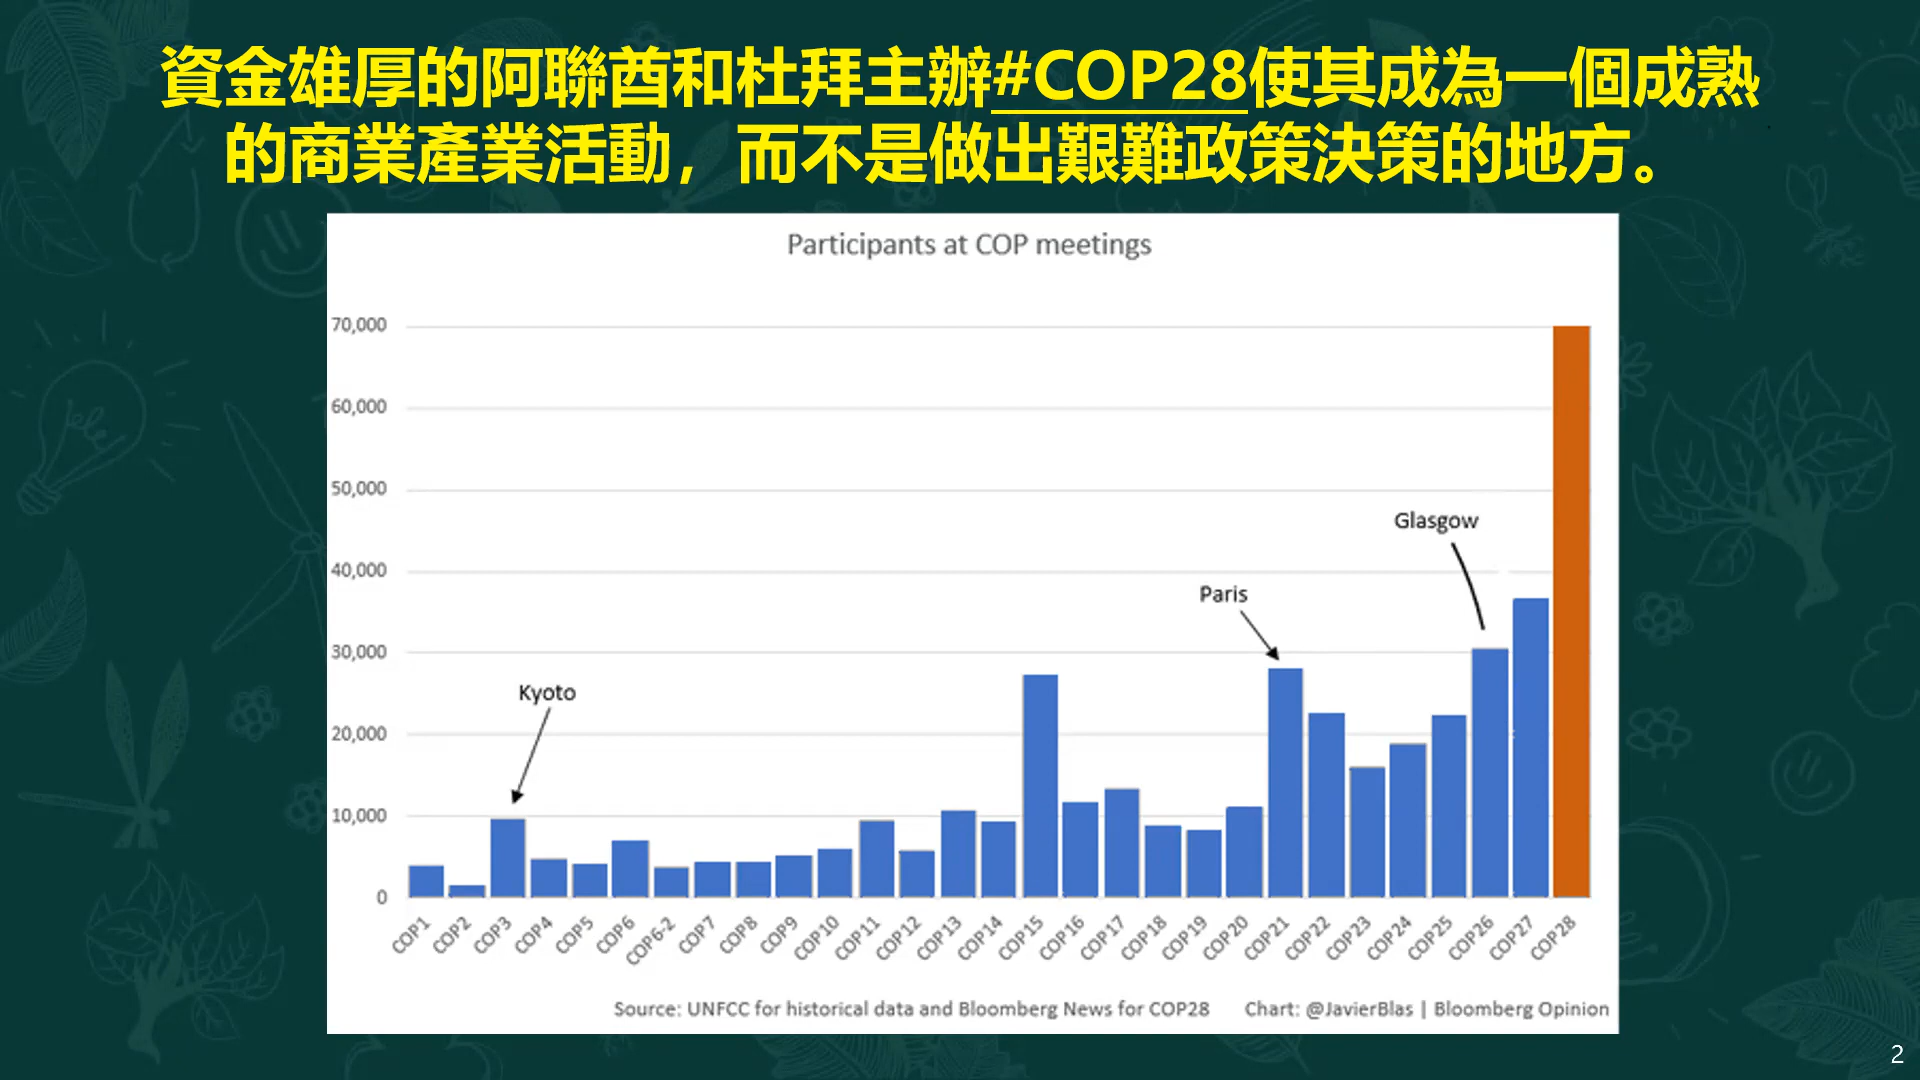 資金雄厚的阿聯酋和杜拜主辦#COP28使其成為一個成熟
的商業產業活動，而不是做出艱難政策決策的地方。
Participants at COP meetings
70,000
60,000
50,000
40,000
30,000
20,000
10,000
0
Kyoto
Paris
Glasgow
COP1
COP2
COP3
COP4
COP5
COP6
COP6-2
COP7
COP8
COP9
COP10
COP11
COP12
COP13
COP14
COP15
COP16
COP17
COP18
COP19
COP20
COP21
COP22
COP23
COP24
COP25
COP26
COP27
COP28
Source: UNFCC for historical data and Bloomberg News for COP28 Chart: @JavierBlas | Bloomberg Opinion
2